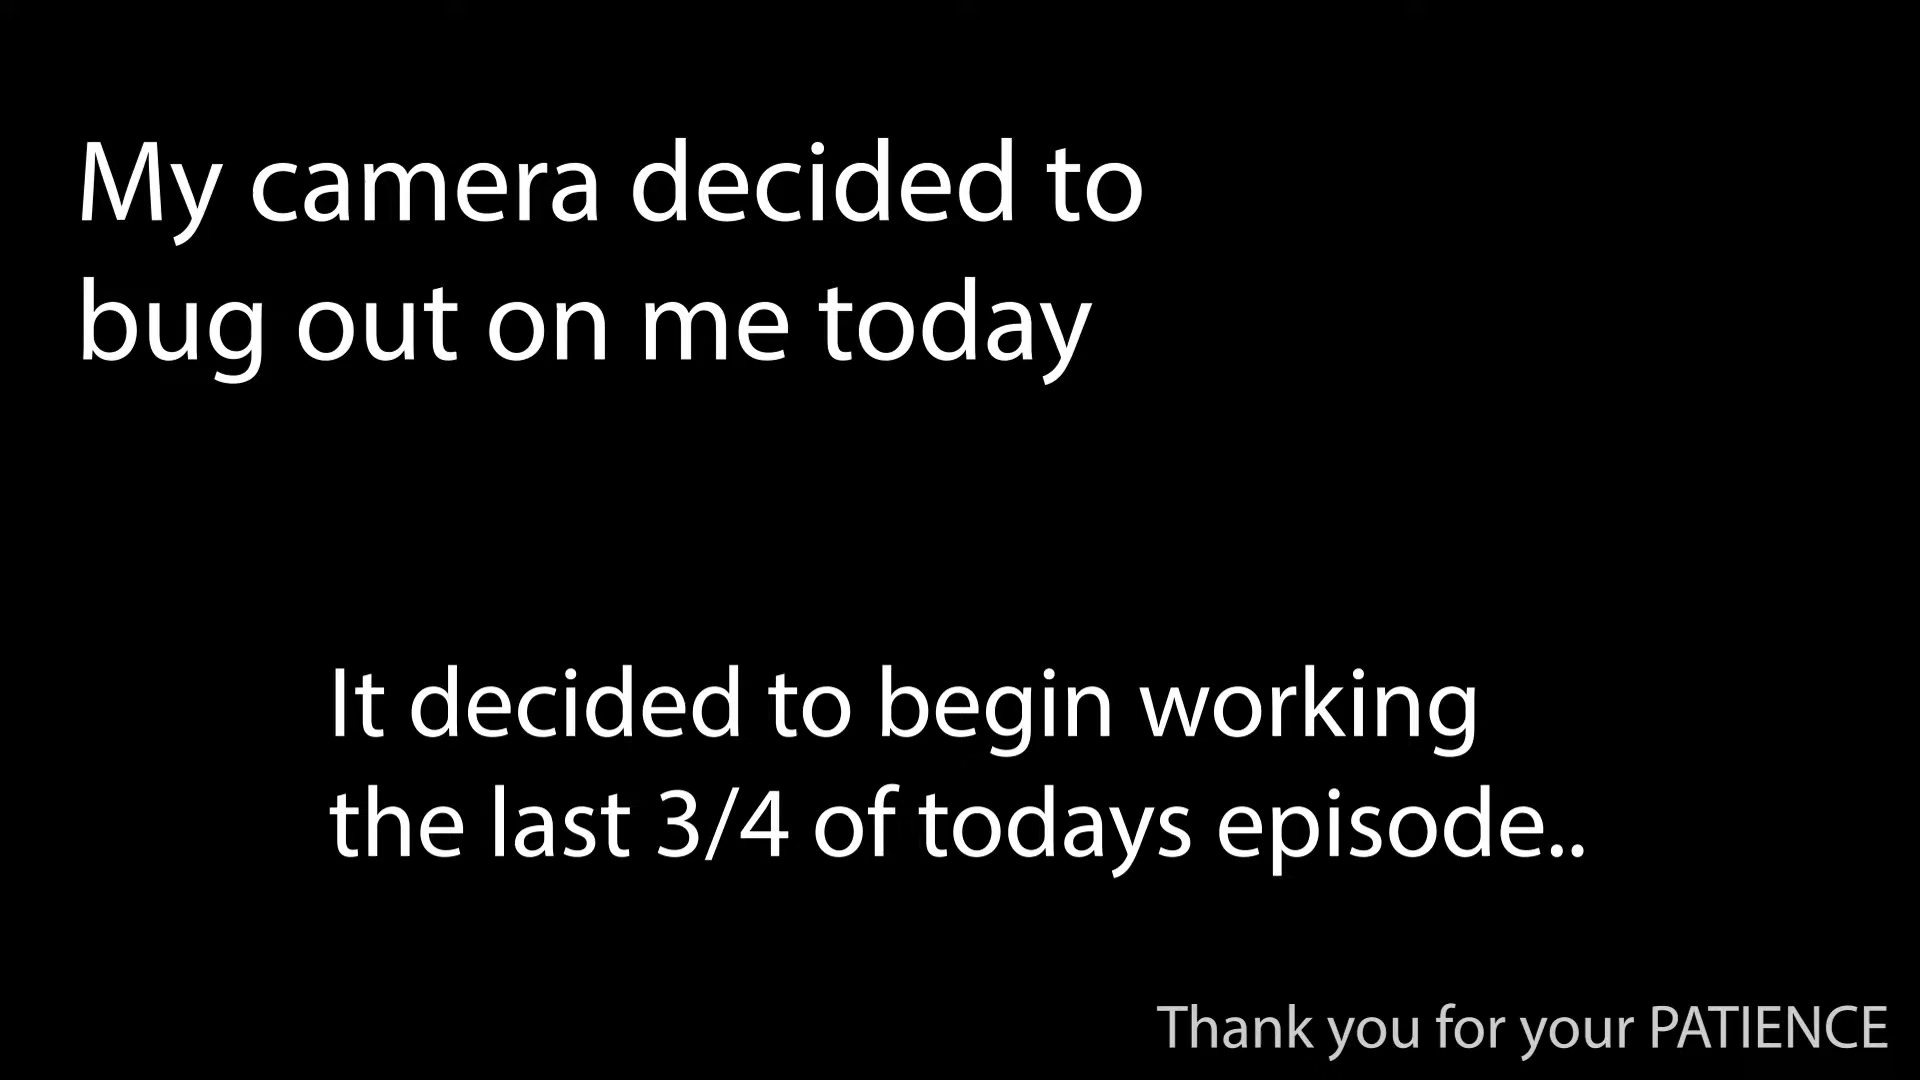 My camera decided to
bug out on me today
It decided to begin working
the last 3/4 of todays episode..
Thank you for your PATIENCE